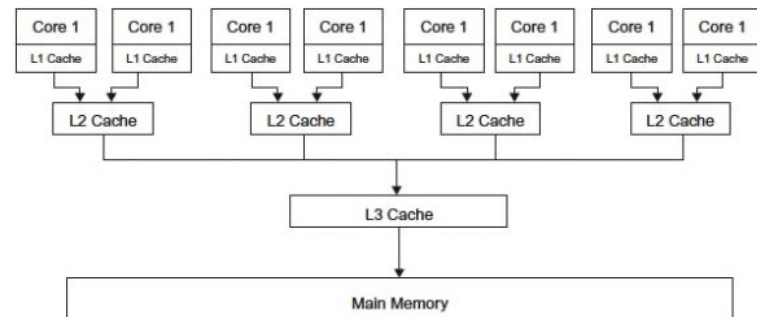 Core 1 Core 1 Core 1 Core 1 Core 1 Core 1 Core 1 Core 1
L1 Cache L1 Cache L1 Cache L1 Cache L1 Cache L1 Cache L1 Cache L1 Cache
L2 Cache L2 Cache L2 Cache L2 Cache
L3 Cache
Main Memory